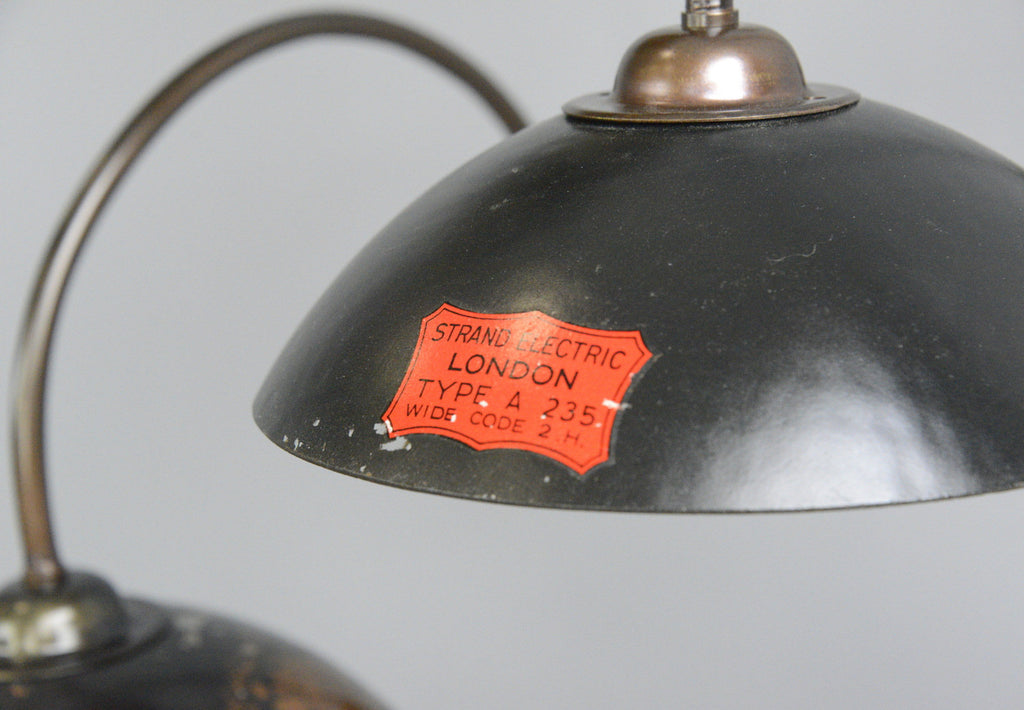 STRAND ELECTRIC
LONDON
TYPE A 235
WIDE CODE 2.H.